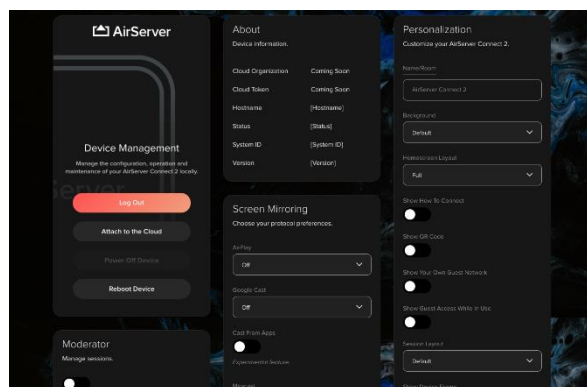 AirServer
Device Management
Manage the configuration, operation and
maintenance of your AirServer Connect 2 locally.
Log Out
Attach to the Cloud
Power Off Device
Reboot Device
Moderator
Manage sessions.
About
Device information.
Cloud Organization Coming Soon
Cloud Token Coming Soon
Hostname [Hostname]
Status [Status]
System ID [System ID]
Version [Version]
Screen Mirroring
Choose your protocol preferences.
AirPlay
Off
Google Cast
Off
Cast From Apps
Experimental feature
Miracast
Personalization
Customize your AirServer Connect 2.
Name/Room
AirServer Connect 2
Background
Default
Homescreen Layout
Full
Show How To Connect
Show QR Code
Show Your Own Guest Network
Show Guest Access While In Use
Session Layout
Default